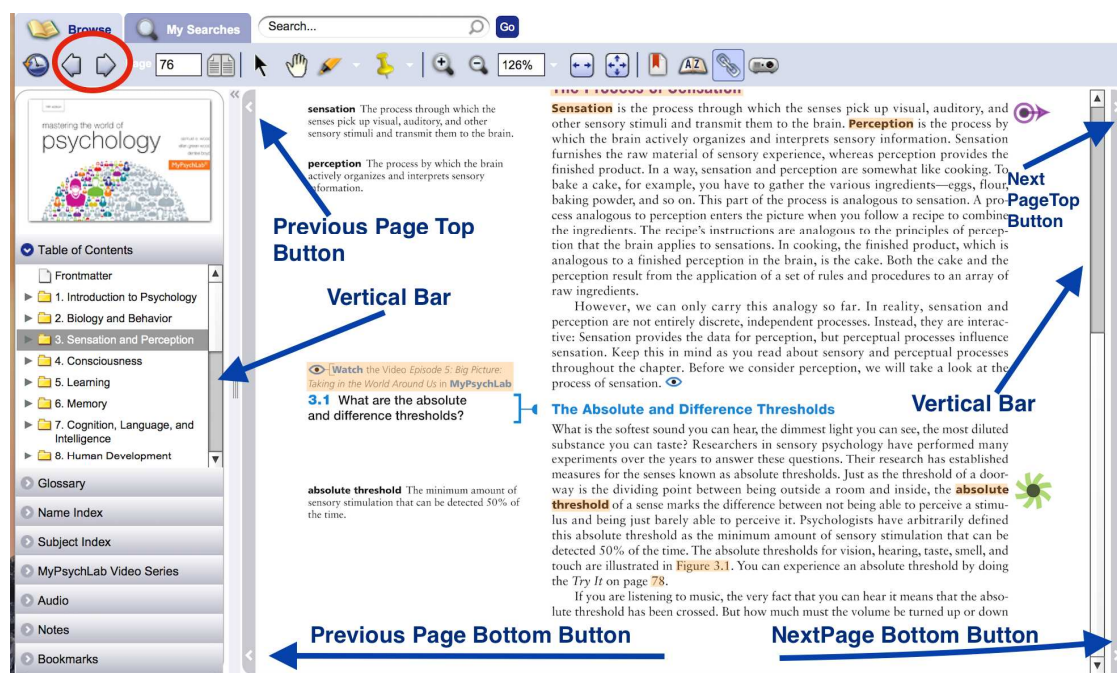 Browse
My Searches
Search...
Go
76
126%
AZ
mastering the world of
psychology
MyPsychLab
Table of Contents
Frontmatter
1. Introduction to Psychology
2. Biology and Behavior
3. Sensation and Perception
4. Consciousness
5. Learning
6. Memory
7. Cognition, Language, and
Intelligence
8. Human Development
Glossary
Name Index
Subject Index
MyPsychLab Video Series
Audio
Notes
Bookmarks
sensation The process through which the
senses pick up visual, auditory, and other
sensory stimuli and transmit them to the brain.
perception The process by which the brain
actively organizes and interprets sensory
information.
Previous Page Top
Button
Vertical Bar
Watch the Video Episode 5: Big Picture:
Taking in the World Around Us in MyPsychLab
3.1 What are the absolute
and difference thresholds?
absolute threshold The minimum amount of
sensory stimulation that can be detected 50% of
the time.
Previous Page Bottom Button
The Process of Sensation
Sensation is the process through which the senses pick up visual, auditory, and
other sensory stimuli and transmit them to the brain. Perception is the process by
which the brain actively organizes and interprets sensory information. Sensation
furnishes the raw material of sensory experience, whereas perception provides the
finished product. In a way, sensation and perception are somewhat like cooking. To
bake a cake, for example, you have to gather the various ingredients—eggs, flour,
baking powder, and so on. This part of the process is analogous to sensation. A pro-
cess analogous to perception enters the picture when you follow a recipe to combine
the ingredients. The recipe's instructions are analogous to the principles of percep-
tion that the brain applies to sensations. In cooking, the finished product, which is
analogous to a finished perception in the brain, is the cake. Both the cake and the
perception result from the application of a set of rules and procedures to an array of
raw ingredients.
However, we can only carry this analogy so far. In reality, sensation and
perception are not entirely discrete, independent processes. Instead, they are interac-
tive: Sensation provides the data for perception, but perceptual processes influence
sensation. Keep this in mind as you read about sensory and perceptual processes
throughout the chapter. Before we consider perception, we will take a look at the
process of sensation.
The Absolute and Difference Thresholds
What is the softest sound you can hear, the dimmest light you can see, the most diluted
substance you can taste? Researchers in sensory psychology have performed many
experiments over the years to answer these questions. Their research has established
measures for the senses known as absolute thresholds. Just as the threshold of a door-
way is the dividing point between being outside a room and inside, the absolute
threshold of a sense marks the difference between not being able to perceive a stimu-
lus and being just barely able to perceive it. Psychologists have arbitrarily defined
this absolute threshold as the minimum amount of sensory stimulation that can be
detected 50% of the time. The absolute thresholds for vision, hearing, taste, smell, and
touch are illustrated in Figure 3.1. You can experience an absolute threshold by doing
the Try It on page 78.
If you are listening to music, the very fact that you can hear it means that the abso-
lute threshold has been crossed. But how much must the volume be turned up or down
Next
PageTop
Button
Vertical Bar
NextPage Bottom Button